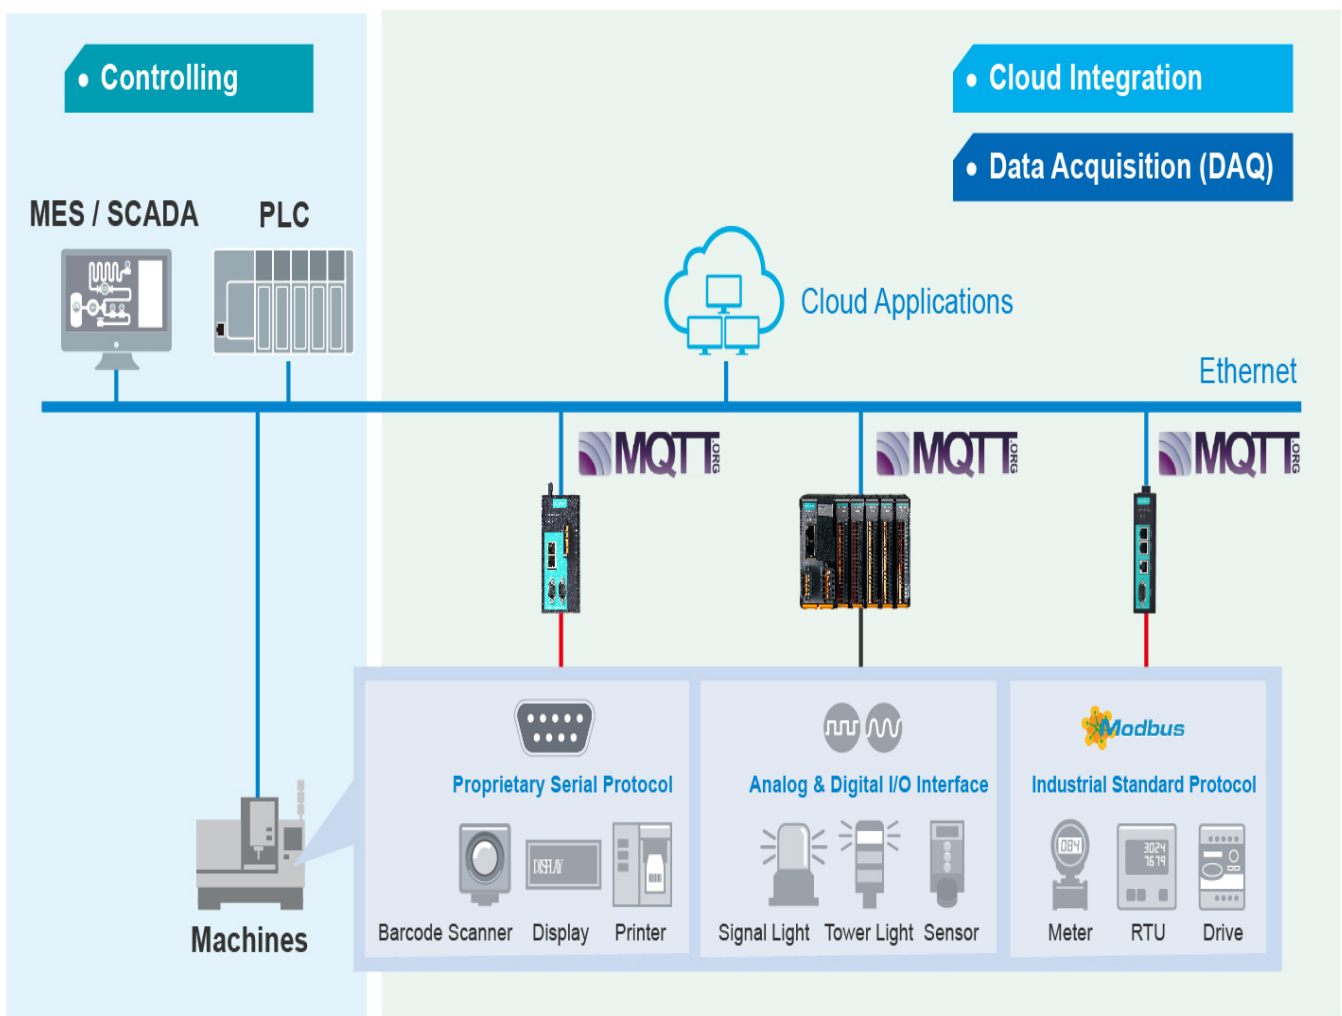 • Controlling
• Cloud Integration
• Data Acquisition (DAQ)
MES / SCADA
PLC
Cloud Applications
Ethernet
MQTT.ORG
MQTT.ORG
MQTT.ORG
Modbus
Proprietary Serial Protocol
Analog & Digital I/O Interface
Industrial Standard Protocol
DISPLAY
084
3024
7679
Barcode Scanner
Display
Printer
Signal Light
Tower Light
Sensor
Meter
RTU
Drive
Machines